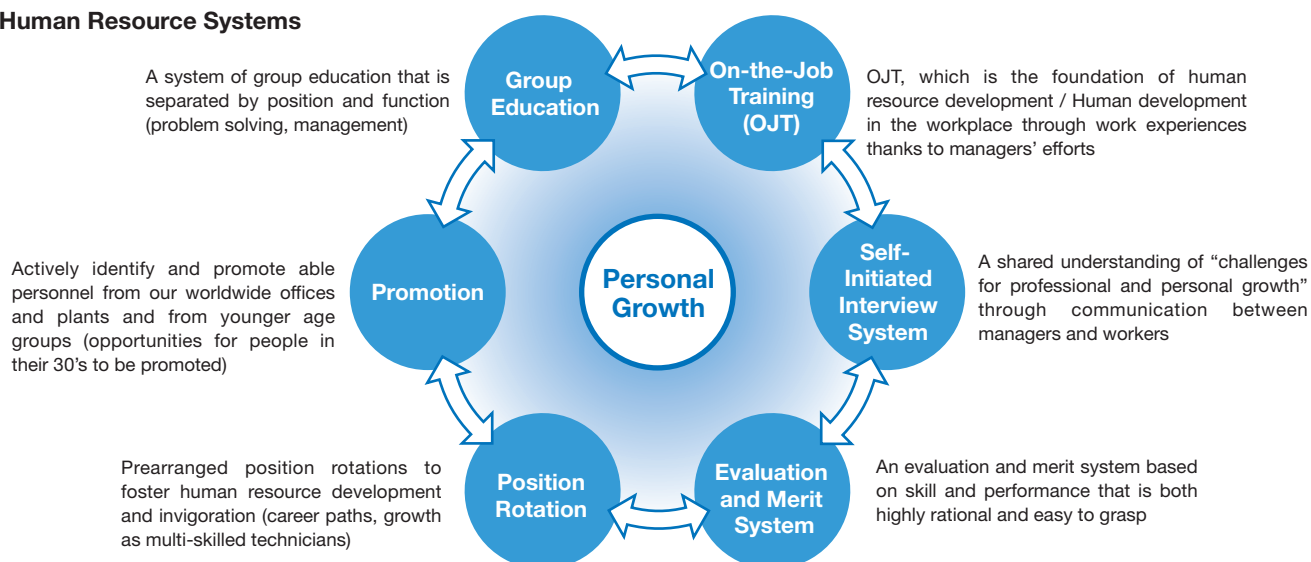 Human Resource Systems
Group
Education
A system of group education that is
separated by position and function
(problem solving, management)
On-the-Job
Training
(OJT)
OJT, which is the foundation of human
resource development / Human development
in the workplace through work experiences
thanks to managers’ efforts
Promotion
Actively identify and promote able
personnel from our worldwide offices
and plants and from younger age
groups (opportunities for people in
their 30’s to be promoted)
Personal
Growth
Self-
Initiated
Interview
System
A shared understanding of “challenges
for professional and personal growth”
through communication between
managers and workers
Position
Rotation
Prearranged position rotations to
foster human resource development
and invigoration (career paths, growth
as multi-skilled technicians)
Evaluation
and Merit
System
An evaluation and merit system based
on skill and performance that is both
highly rational and easy to grasp